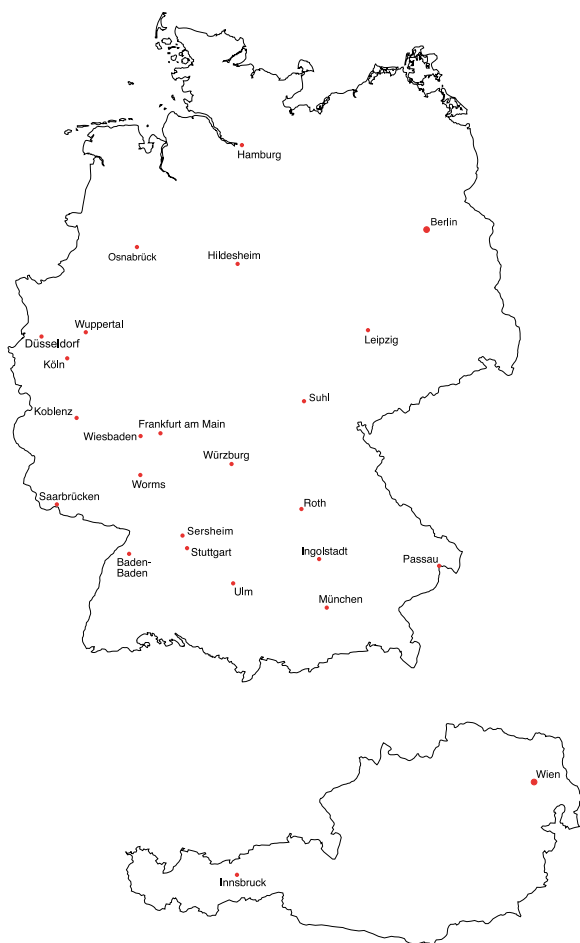 Hamburg
Berlin
Osnabrück
Hildesheim
Wuppertal
Düsseldorf
Leipzig
Köln
Suhl
Koblenz
Frankfurt am Main
Wiesbaden
Würzburg
Worms
Saarbrücken
Roth
Sersheim
Stuttgart
Ingolstadt
Baden-
Baden
Passau
Ulm
München
Wien
Innsbruck